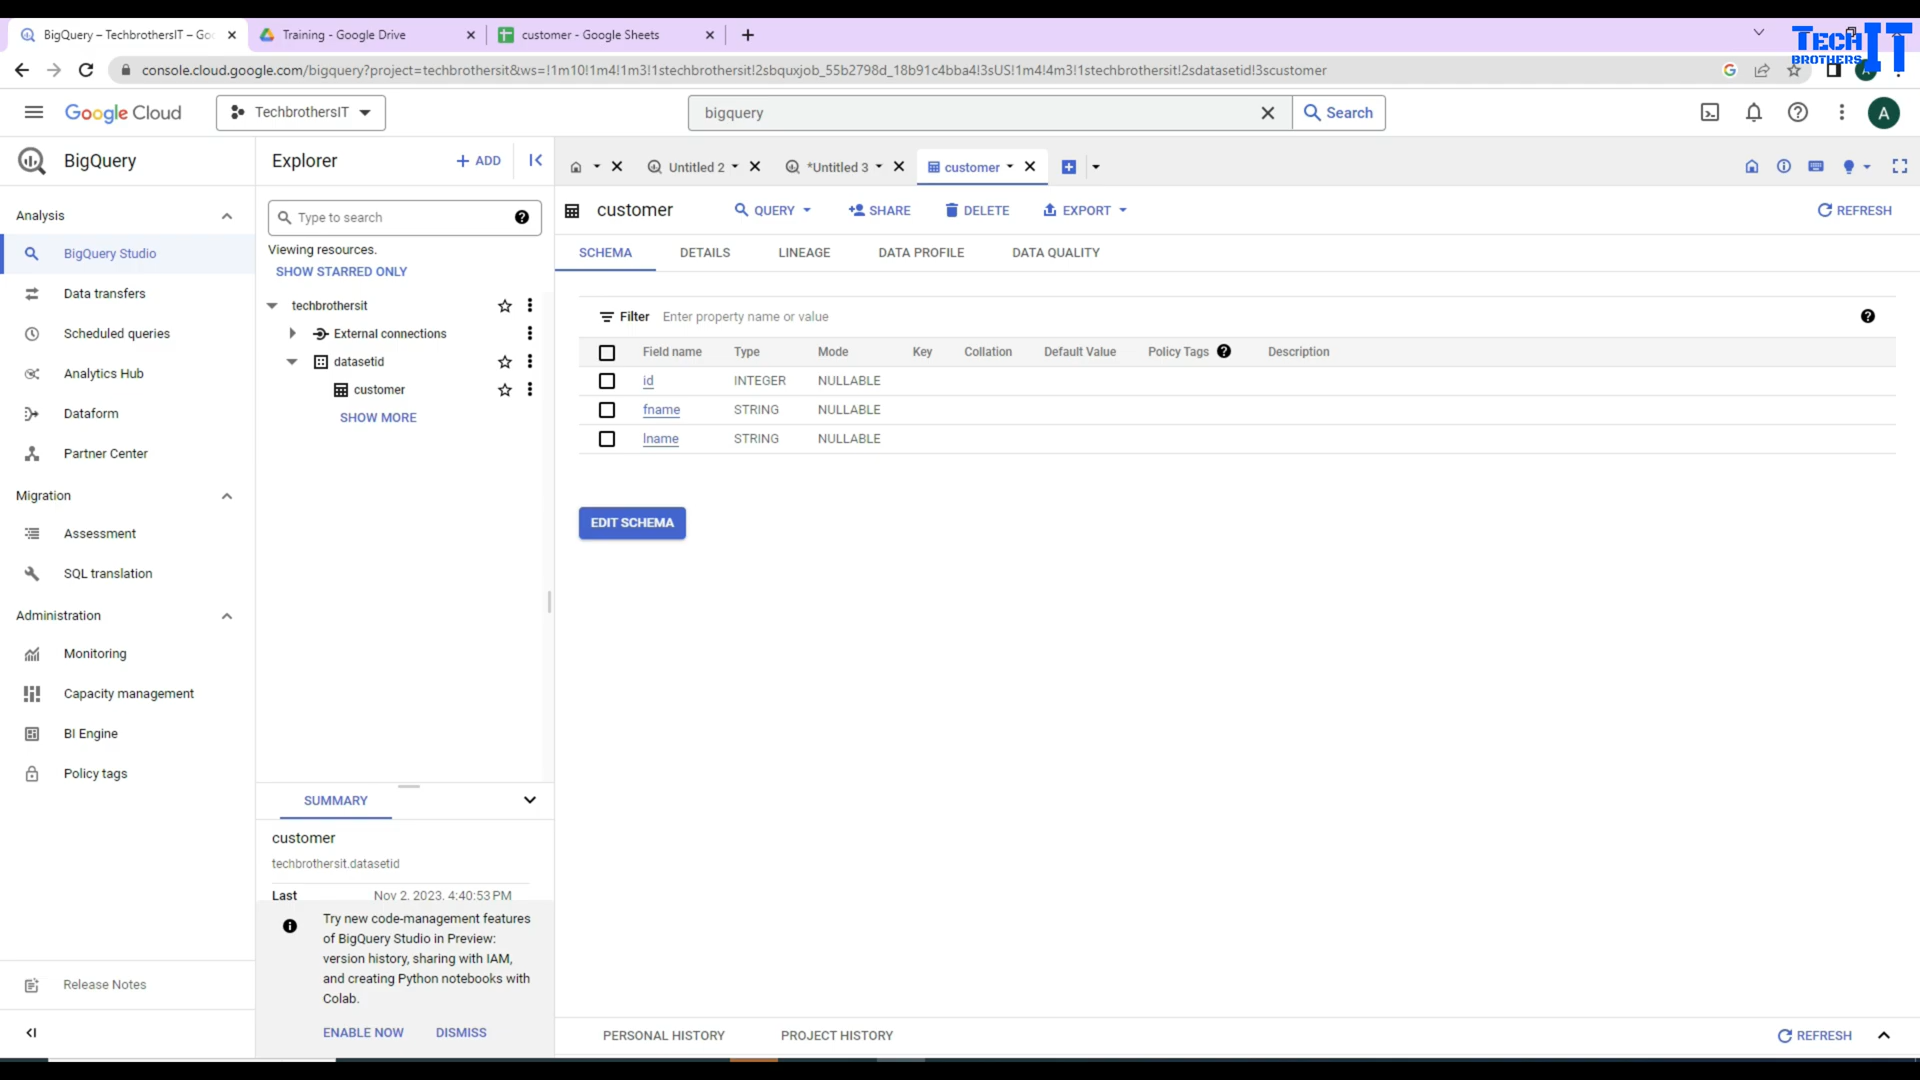 BigQuery – TechbrothersIT – Goo
Training - Google Drive
customer - Google Sheets
TECH BROTHERS IT
console.cloud.google.com/bigquery?project=techbrothersit&ws=!1m10!1m4!1m3!1stechbrothersit!2sbquxjob_55b2798d_18b91c4bba4!3sUS!1m4!4m3!1stechbrothersit!2sdatasetid!3scustomer
Google Cloud
TechbrothersIT
bigquery
Search
A
BigQuery
Explorer
+ ADD
Untitled 2
*Untitled 3
customer
Analysis
BigQuery Studio
Data transfers
Scheduled queries
Analytics Hub
Dataform
Partner Center
Migration
Assessment
SQL translation
Administration
Monitoring
Capacity management
BI Engine
Policy tags
Release Notes
Type to search
Viewing resources.
SHOW STARRED ONLY
techbrothersit
External connections
datasetid
customer
SHOW MORE
SUMMARY
customer
techbrothersit.datasetid
Last Nov 2, 2023, 4:40:53 PM
Try new code-management features
of BigQuery Studio in Preview:
version history, sharing with IAM,
and creating Python notebooks with
Colab.
ENABLE NOW DISMISS
customer
QUERY
SHARE
DELETE
EXPORT
REFRESH
SCHEMA DETAILS LINEAGE DATA PROFILE DATA QUALITY
Filter Enter property name or value
Field name Type Mode Key Collation Default Value Policy Tags Description
id INTEGER NULLABLE
fname STRING NULLABLE
lname STRING NULLABLE
EDIT SCHEMA
PERSONAL HISTORY PROJECT HISTORY
REFRESH